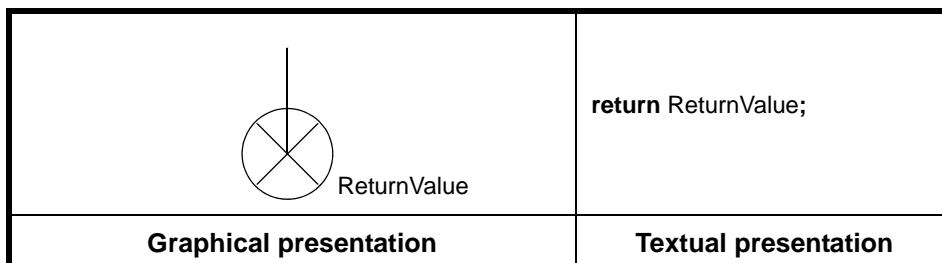 return ReturnValue;
ReturnValue
Graphical presentation
Textual presentation